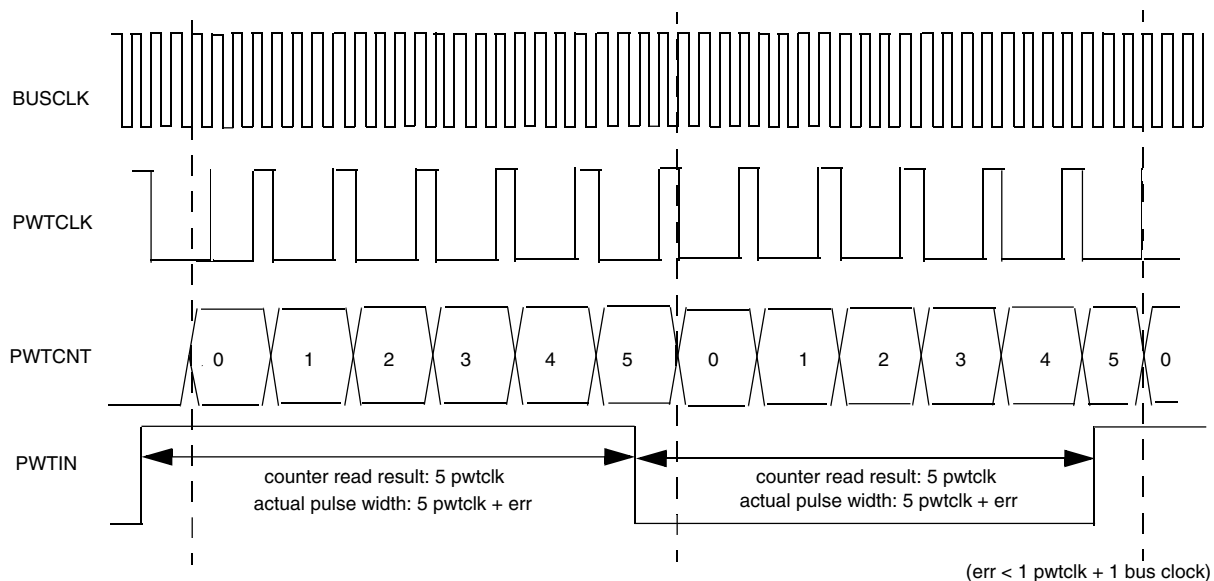 BUSCLK
PWTCLK
PWTCNT
0 1 2 3 4 5 0 1 2 3 4 5 0
PWTIN
counter read result: 5 pwtclk
actual pulse width: 5 pwtclk + err
counter read result: 5 pwtclk
actual pulse width: 5 pwtclk + err
(err < 1 pwtclk + 1 bus clock)